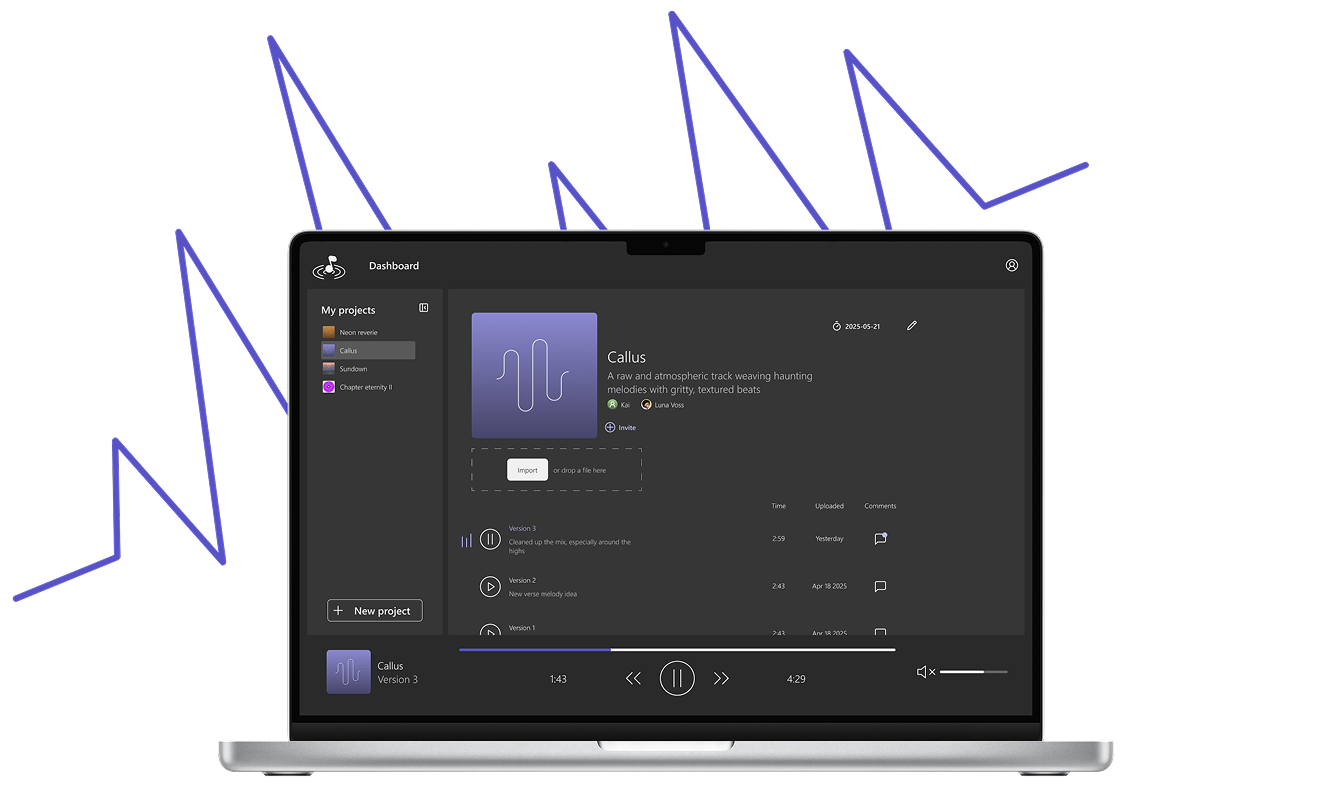 Dashboard
My projects
Neon reverie
Callus
Sundown
Chapter eternity II
New project
2025-05-21
Callus
A raw and atmospheric track weaving haunting
melodies with gritty, textured beats
Kai
Luna Voss
Invite
Import
or drop a file here
Time
Uploaded
Comments
Version 3
Cleaned up the mix, especially around the
highs
2:59
Yesterday
Version 2
New verse melody idea
2:43
Apr 18 2025
Version 1
2:43
Apr 18 2025
Callus
Version 3
1:43
4:29